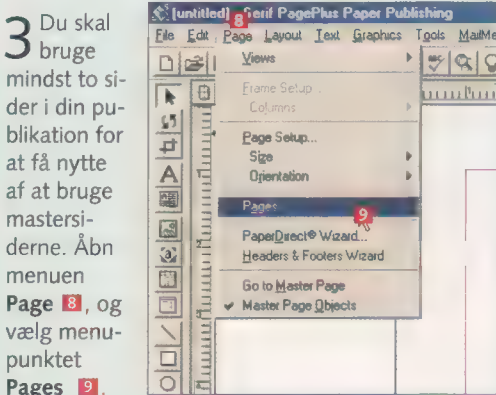 3 Du skal
bruge
mindst to si-
der i din pu-
blikation for
at få nytte
af at bruge
mastersi-
derne. Åbn
menuen
Page 8, og
vælg menu-
punktet
Pages 9.
[untitled] 8 Serif PagePlus Paper Publishing
File Edit Page Layout Text Graphics Tools MailMe
Views
Frame Setup...
Columns
Page Setup...
Size
Orientation
Pages... 9
PaperDirect® Wizard...
Headers & Footers Wizard
Go to Master Page
Master Page Objects
A